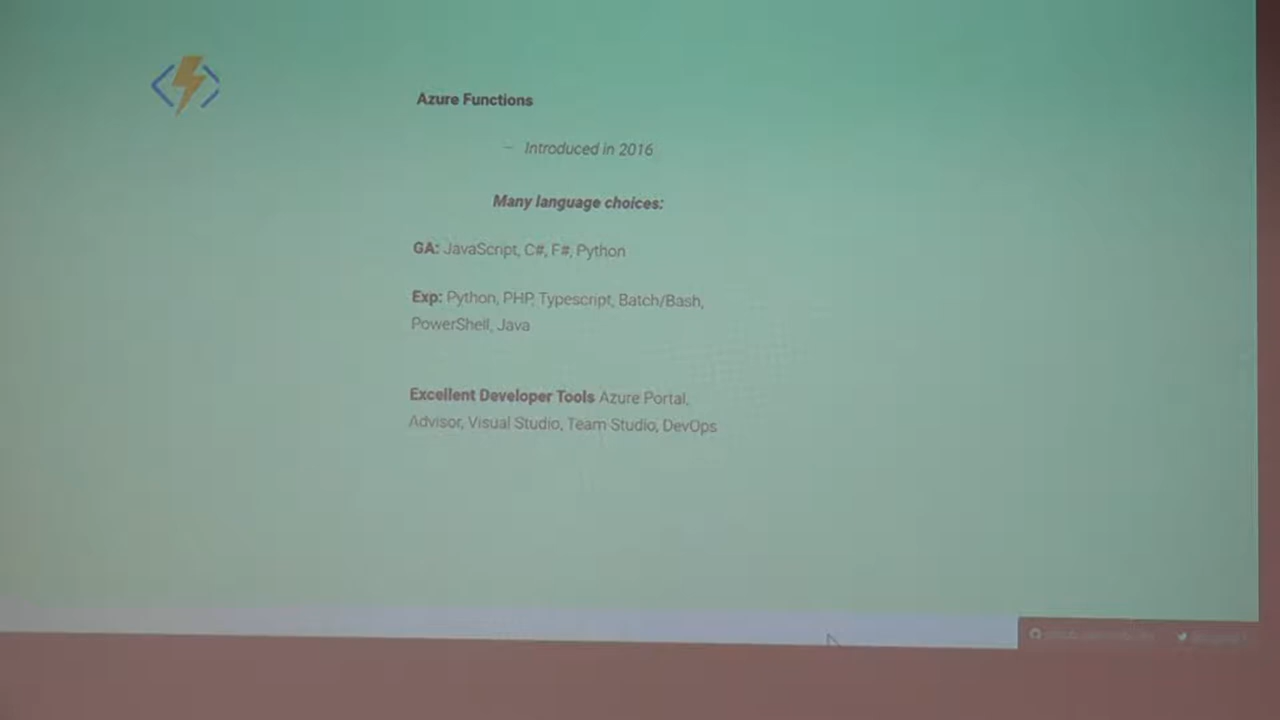 Azure Functions
– Introduced in 2016
Many language choices:
GA: JavaScript, C#, F#, Python
Exp: Python, PHP, Typescript, Batch/Bash,
PowerShell, Java
Excellent Developer Tools Azure Portal,
Advisor, Visual Studio, Team Studio, DevOps